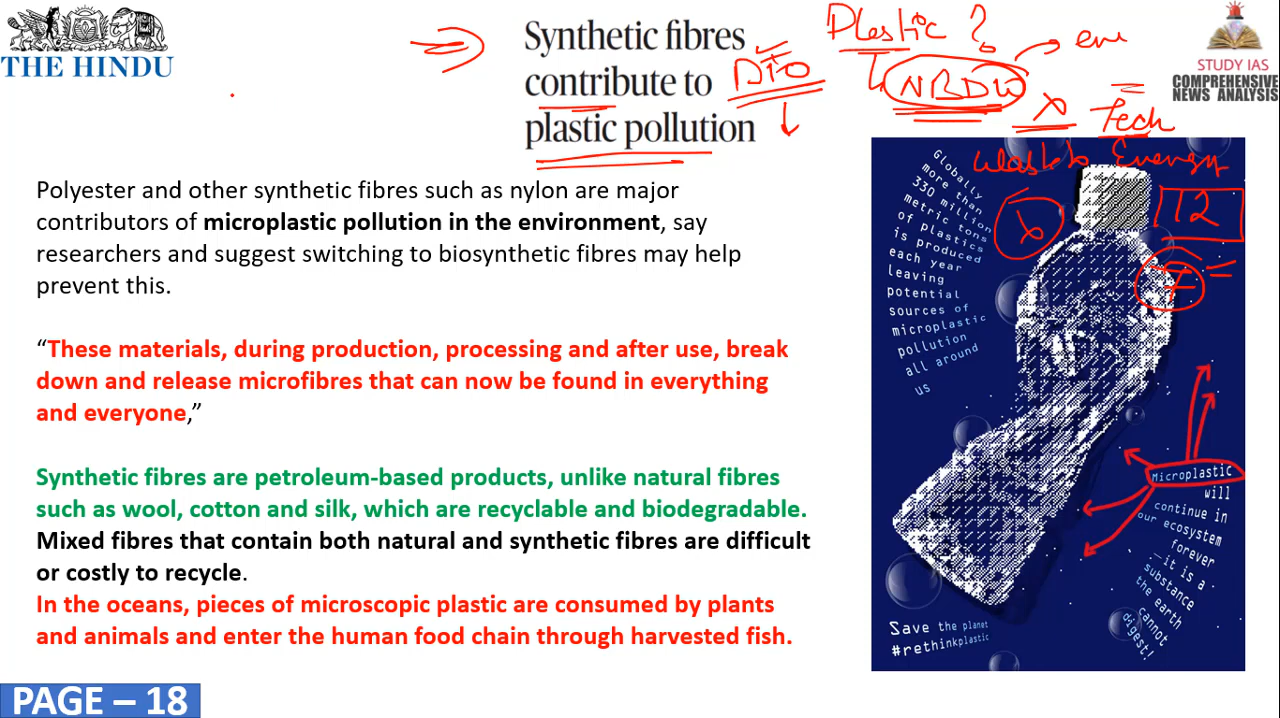 THE HINDU
Synthetic fibres
contribute to
plastic pollution
Plastic ?
NBDW
X Tech
Waste to Energy
12
7
STUDY IAS
COMPREHENSIVE
NEWS ANALYSIS
Polyester and other synthetic fibres such as nylon are major
contributors of microplastic pollution in the environment, say
researchers and suggest switching to biosynthetic fibres may help
prevent this.
“These materials, during production, processing and after use, break
down and release microfibres that can now be found in everything
and everyone,”
Synthetic fibres are petroleum-based products, unlike natural fibres
such as wool, cotton and silk, which are recyclable and biodegradable.
Mixed fibres that contain both natural and synthetic fibres are difficult
or costly to recycle.
In the oceans, pieces of microscopic plastic are consumed by plants
and animals and enter the human food chain through harvested fish.
Globally
more than
330 million
metric tons
of plastics
is produced
each year
leaving
potential
sources of
microplastic
pollution
all around
us
Microplastic
will
continue in
our ecosystem
forever
—it is a
substance
the earth
cannot
digest!
Save the planet
#rethinkplastic
PAGE – 18